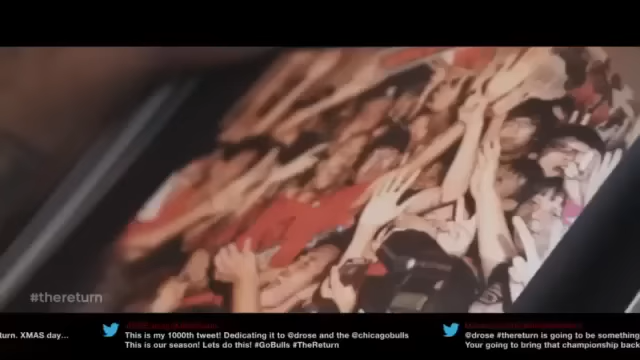 #thereturn
turn. XMAS day...
This is my 1000th tweet! Dedicating it to @drose and the @chicagobulls
This is our season! Lets do this! #GoBulls #TheReturn
@drose #thereturn is going to be something
Your going to bring that championship back